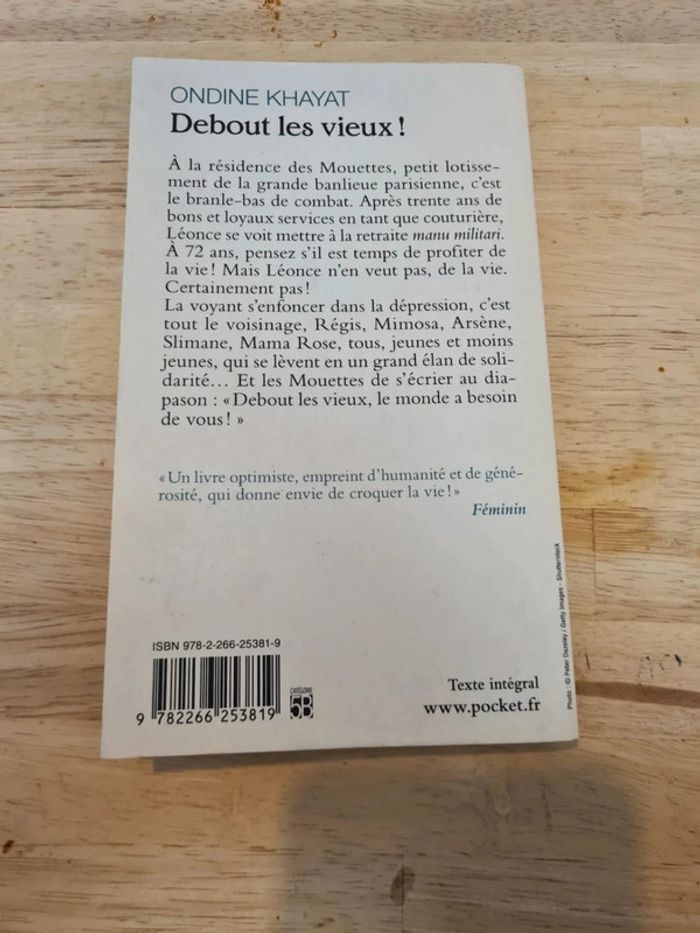 ONDINE KHAYAT
Debout les vieux !
À la résidence des Mouettes, petit lotisse-
ment de la grande banlieue parisienne, c'est
le branle-bas de combat. Après trente ans de
bons et loyaux services en tant que couturière,
Léonce se voit mettre à la retraite manu militari.
À 72 ans, pensez s'il est temps de profiter de
la vie ! Mais Léonce n'en veut pas, de la vie.
Certainement pas !
La voyant s'enfoncer dans la dépression, c'est
tout le voisinage, Régis, Mimosa, Arsène,
Slimane, Mama Rose, tous, jeunes et moins
jeunes, qui se lèvent en un grand élan de soli-
darité… Et les Mouettes de s'écrier au dia-
pason : « Debout les vieux, le monde a besoin
de vous ! »
« Un livre optimiste, empreint d'humanité et de géné-
rosité, qui donne envie de croquer la vie ! »
Féminin
Photo : © Peter Dazeley / Getty Images - Shutterstock
ISBN 978-2-266-25381-9
9 782266 253819
CATÉGORIE
5B
Texte intégral
www.pocket.fr